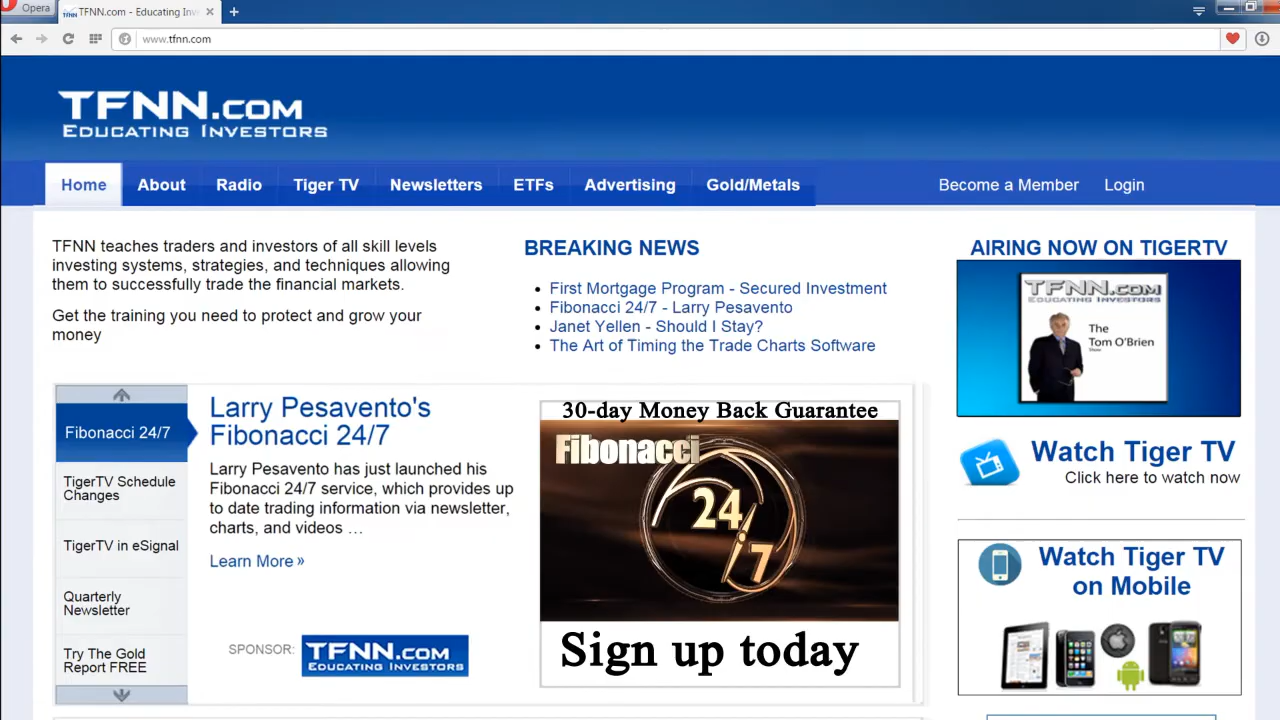 Opera
TFNN.com - Educating Inv
www.tfnn.com
TFNN.COM
EDUCATING INVESTORS
Home
About
Radio
Tiger TV
Newsletters
ETFs
Advertising
Gold/Metals
Become a Member
Login
TFNN teaches traders and investors of all skill levels
investing systems, strategies, and techniques allowing
them to successfully trade the financial markets.
Get the training you need to protect and grow your
money
BREAKING NEWS
First Mortgage Program - Secured Investment
Fibonacci 24/7 - Larry Pesavento
Janet Yellen - Should I Stay?
The Art of Timing the Trade Charts Software
AIRING NOW ON TIGERTV
TFNN.COM
EDUCATING INVESTORS
The
Tom O'Brien
Show
Watch Tiger TV
Click here to watch now
Watch Tiger TV
on Mobile
Fibonacci 24/7
TigerTV Schedule
Changes
TigerTV in eSignal
Quarterly
Newsletter
Try The Gold
Report FREE
Larry Pesavento's
Fibonacci 24/7
Larry Pesavento has just launched his
Fibonacci 24/7 service, which provides up
to date trading information via newsletter,
charts, and videos …
Learn More »
SPONSOR:
TFNN.COM
EDUCATING INVESTORS
30-day Money Back Guarantee
Fibonacci
24
7
Sign up today